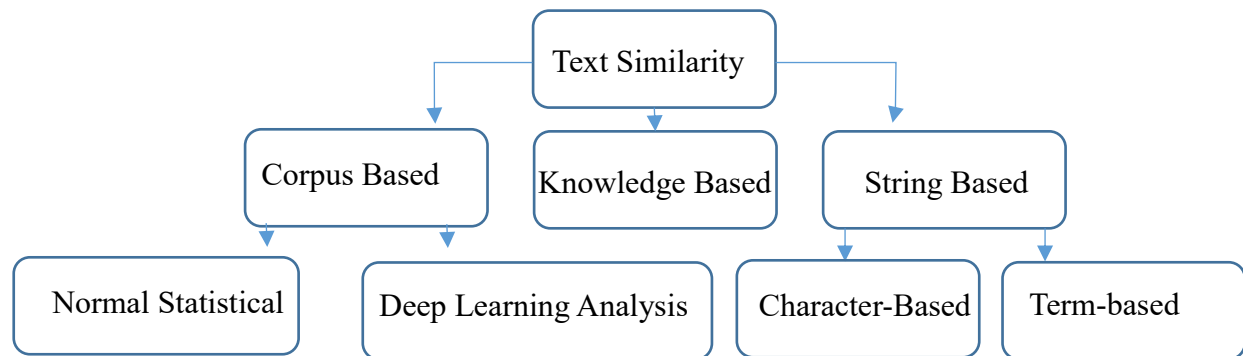 Text Similarity
Corpus Based
Knowledge Based
String Based
Normal Statistical
Deep Learning Analysis
Character-Based
Term-based